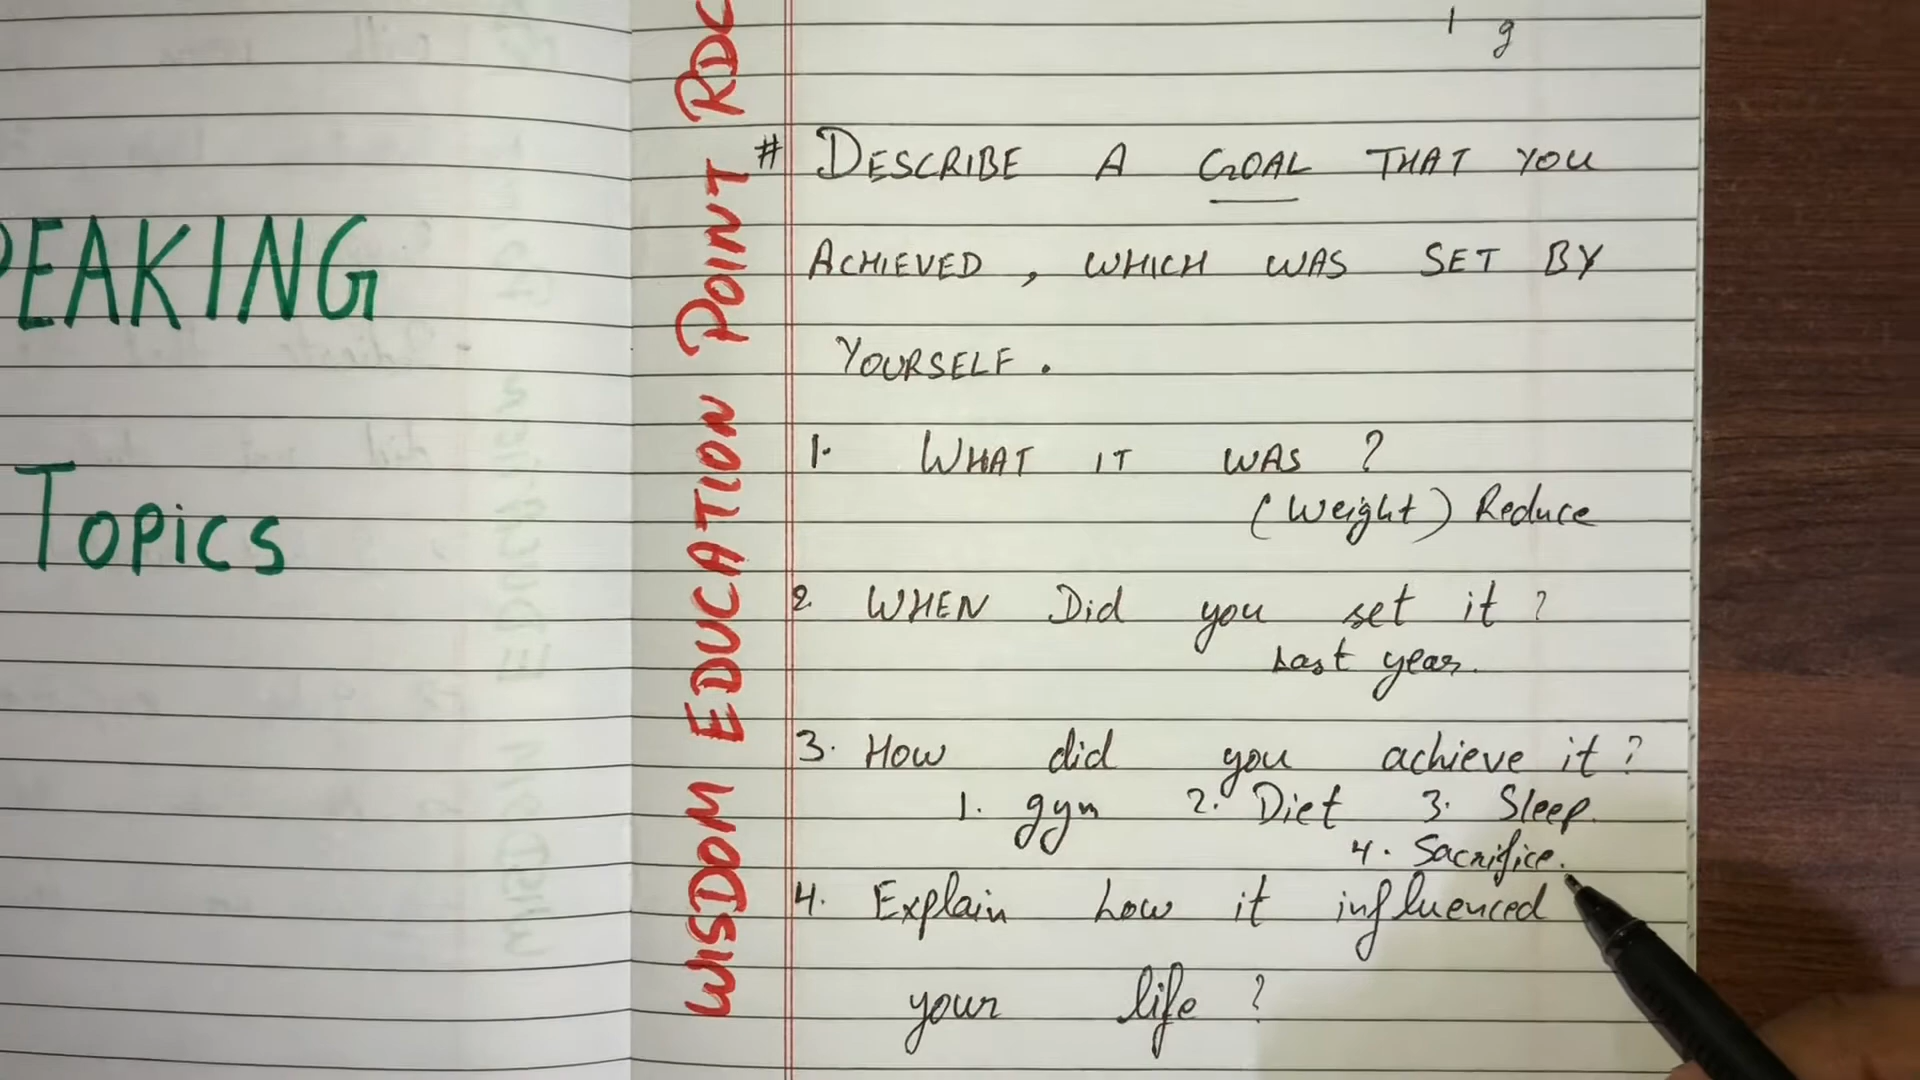 PEAKING
TOPICS
WISDOM EDUCATION POINT RDC
g
# DESCRIBE A GOAL THAT YOU
ACHIEVED, WHICH WAS SET BY
YOURSELF.
1. WHAT IT WAS ?
(Weight) Reduce
2. WHEN Did you set it ?
Last year.
3. How did you achieve it ?
1. gym 2. Diet 3. Sleep.
4. Sacrifice.
4. Explain how it influenced
your life ?